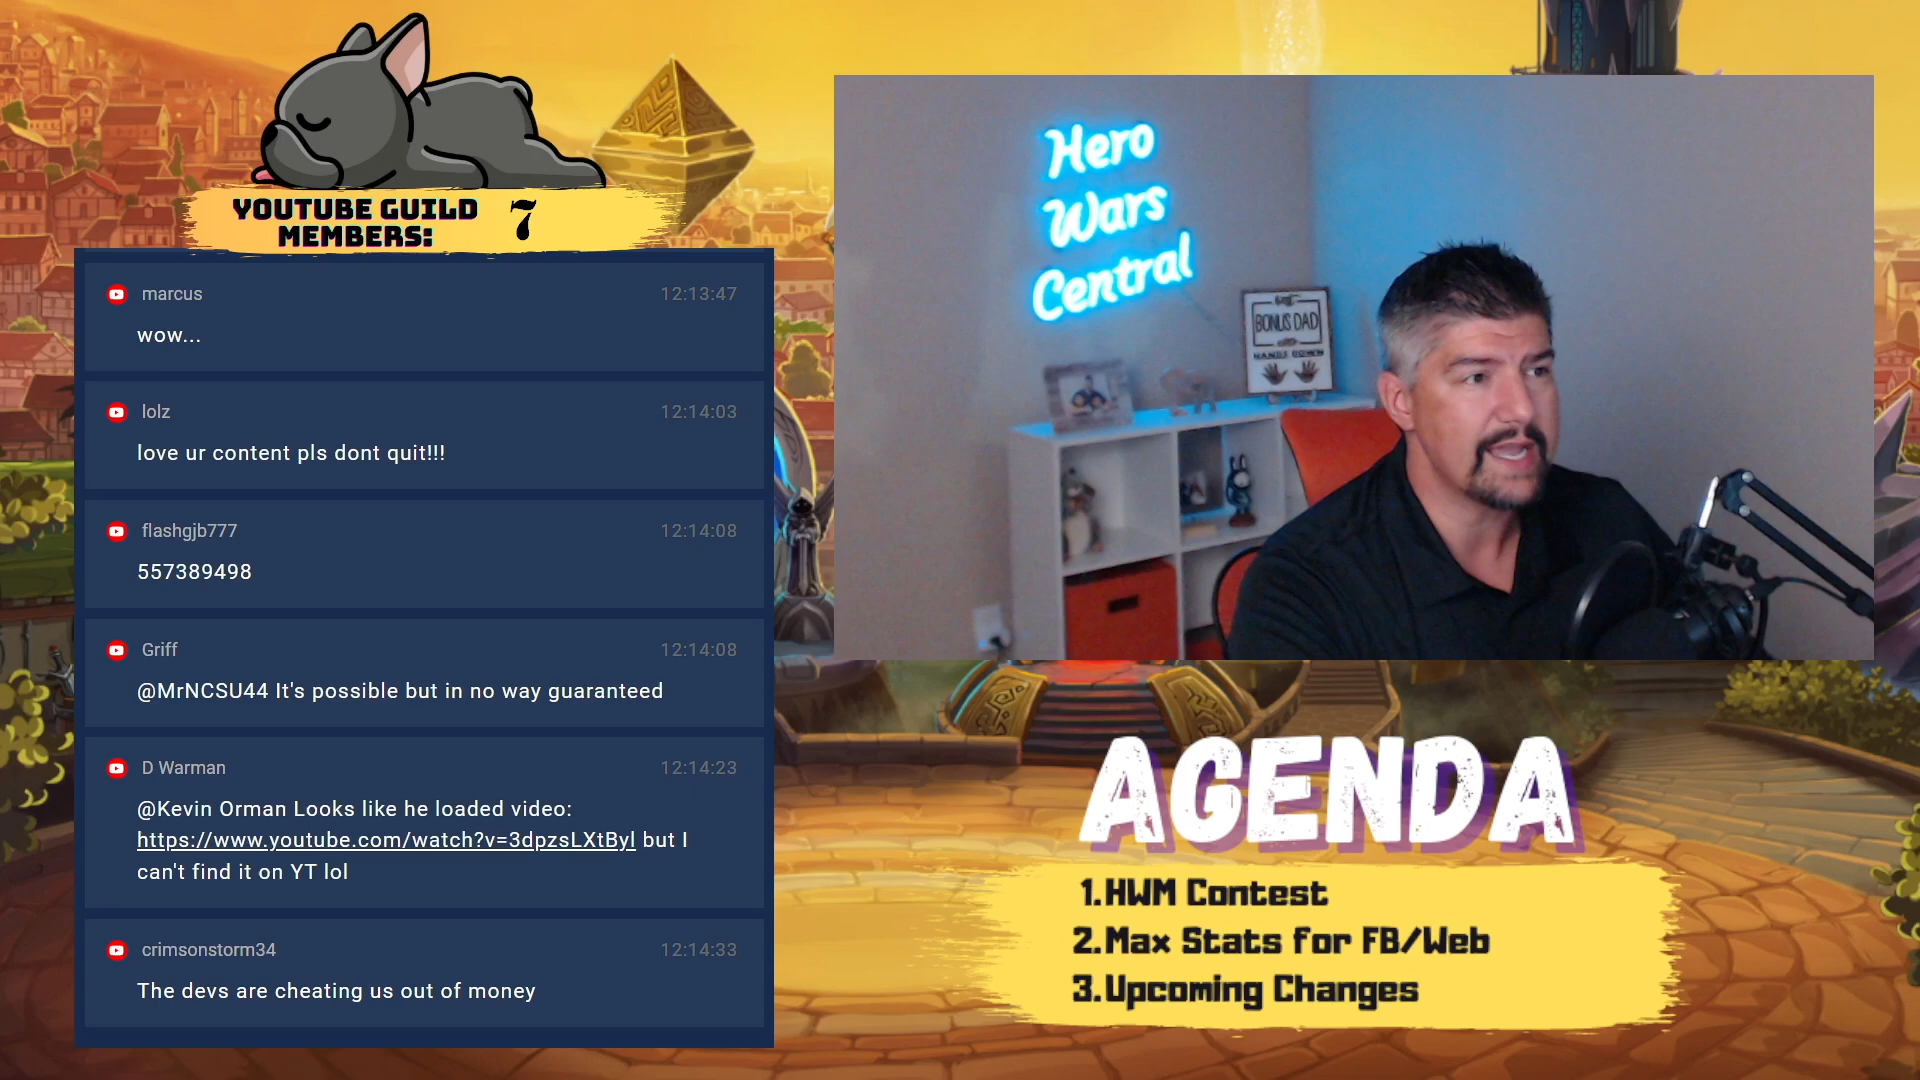 YOUTUBE GUILD
MEMBERS:
7
marcus
12:13:47
wow...
lolz
12:14:03
love ur content pls dont quit!!!
flashgjb777
12:14:08
557389498
Griff
12:14:08
@MrNCSU44 It's possible but in no way guaranteed
D Warman
12:14:23
@Kevin Orman Looks like he loaded video:
https://www.youtube.com/watch?v=3dpzsLXtByI but I
can't find it on YT lol
crimsonstorm34
12:14:33
The devs are cheating us out of money
Hero
Wars
Central
BONUS DAD
HANDS DOWN
AGENDA
1.HWM Contest
2.Max Stats for FB/Web
3.Upcoming Changes